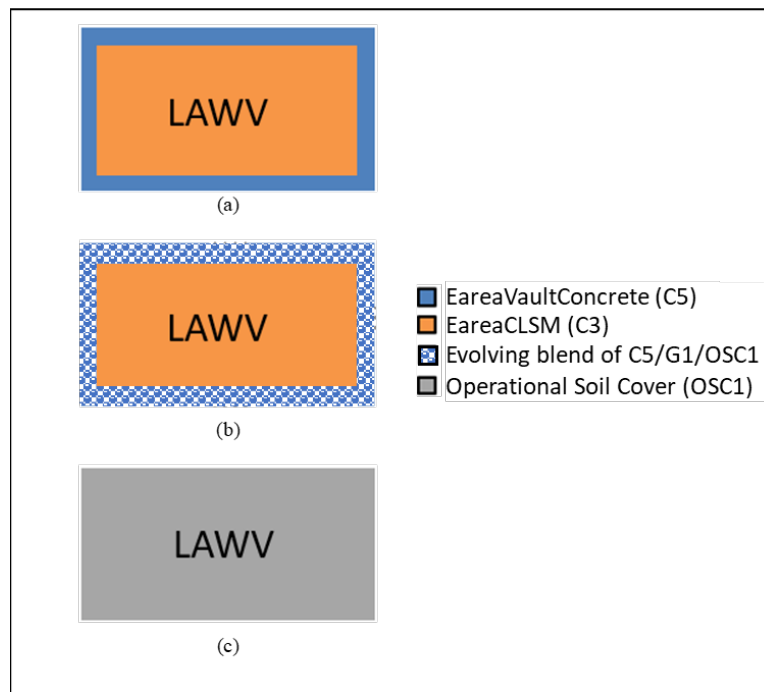 LAWV
(a)
LAWV
(b)
EareaVaultConcrete (C5)
EareaCLSM (C3)
Evolving blend of C5/G1/OSC1
Operational Soil Cover (OSC1)
LAWV
(c)